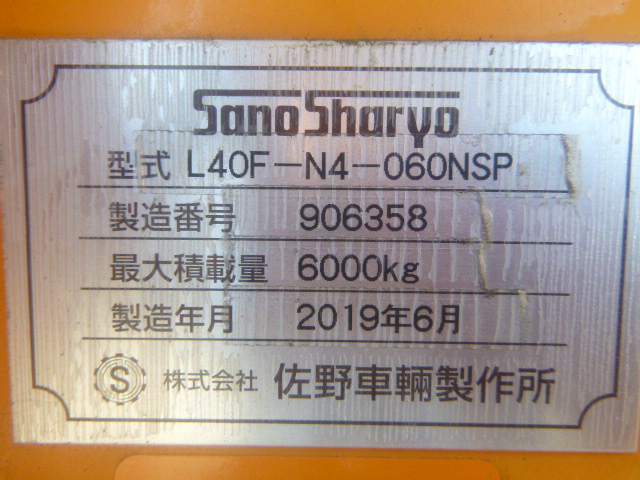 SanoSharyo
型式 L40F-N4-060NSP
製造番号 906358
最大積載量 6000kg
製造年月 2019年6月
S 株式会社 佐野車輛製作所